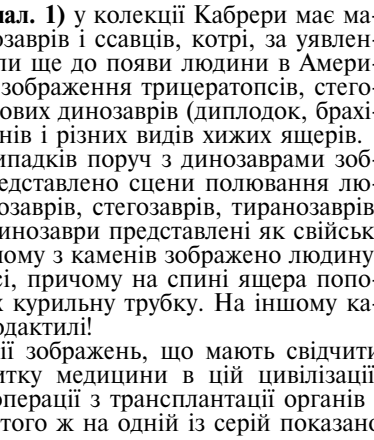 нал. 1) у колекції Кабрери має ма-
озаврів і ссавців, котрі, за уявлен-
ли ще до появи людини в Амери-
зображення трицератопсів, стего-
ових динозаврів (диплодок, брахі-
нів і різних видів хижих ящерів.
ипадків поруч з динозаврами зоб-
редставлено сцени полювання лю-
озаврів, стегозаврів, тиранозаврів
инозаври представлені як свійськ
ному з каменів зображено людину
сі, причому на спині ящера попо-
х курильну трубку. На іншому ка-
одактилі!
ії зображень, що мають свідчити
итку медицини в цій цивілізації
операції з трансплантації органів
того ж на одній із серій показано